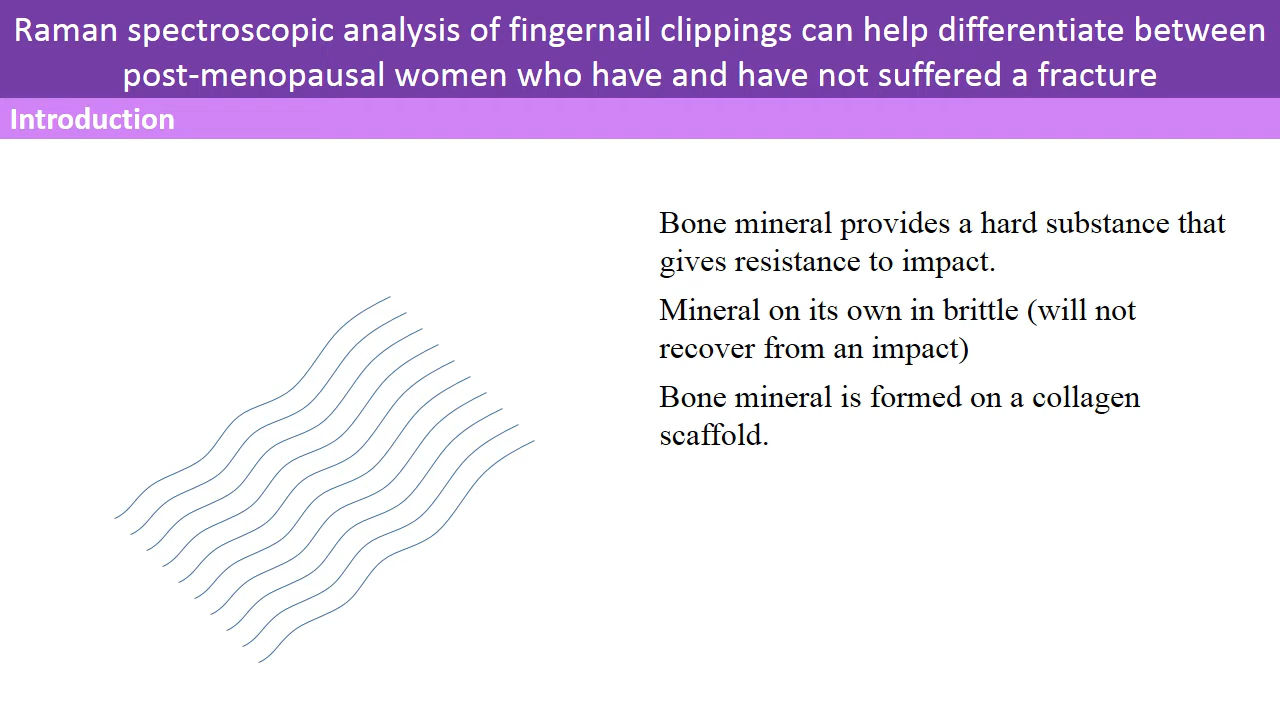 Raman spectroscopic analysis of fingernail clippings can help differentiate between
post-menopausal women who have and have not suffered a fracture
Introduction
Bone mineral provides a hard substance that
gives resistance to impact.
Mineral on its own in brittle (will not
recover from an impact)
Bone mineral is formed on a collagen
scaffold.